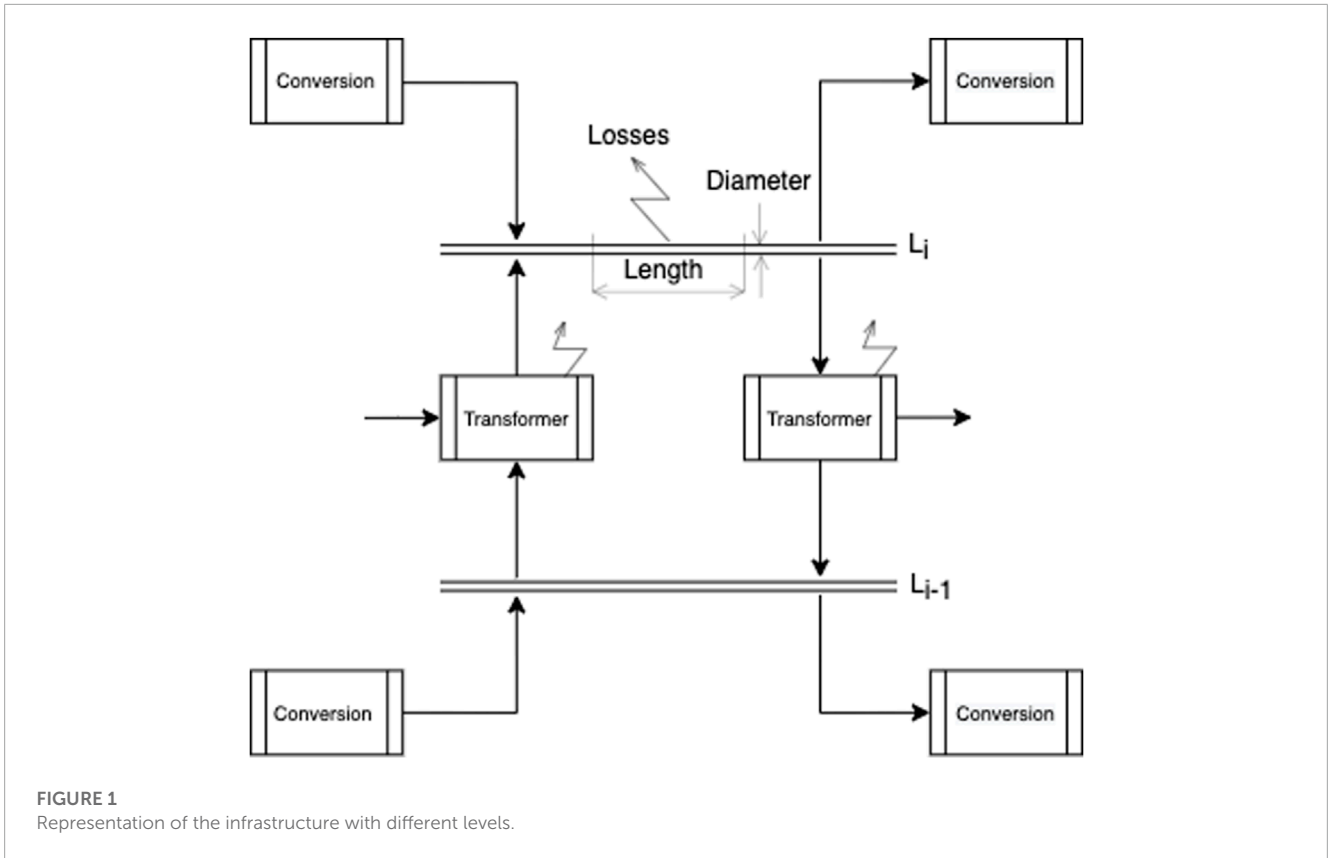 Conversion
Conversion
Losses
Diameter
Li
Length
Transformer
Transformer
Li-1
Conversion
Conversion
FIGURE 1
Representation of the infrastructure with different levels.